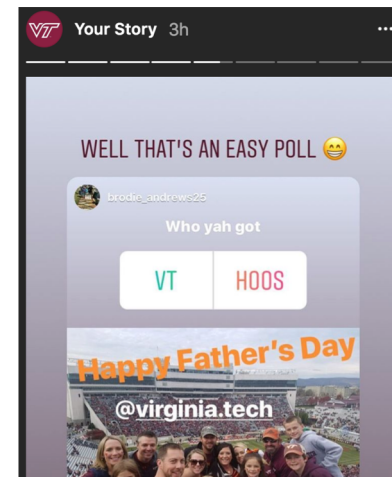 VT
Your Story 3h
WELL THAT'S AN EASY POLL 😁
brodie_andrews25
Who yah got
VT HOOS
Happy Father's Day
@virginia.tech